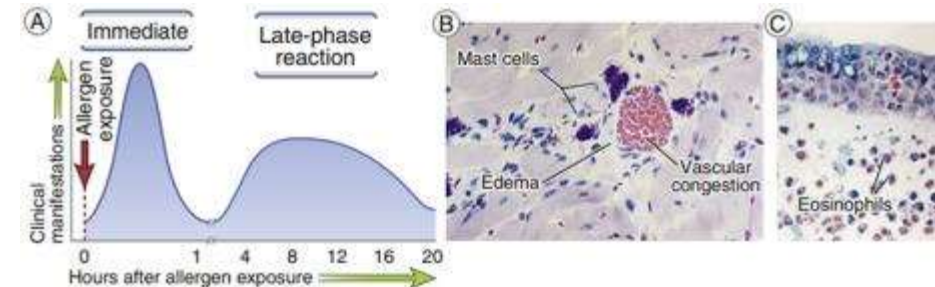 A
Immediate
Late-phase
reaction
Allergen
exposure
Clinical
manifestations
0
1
4
8
12
16
20
Hours after allergen exposure
B
Mast cells
Edema
Vascular
congestion
C
Eosinophils